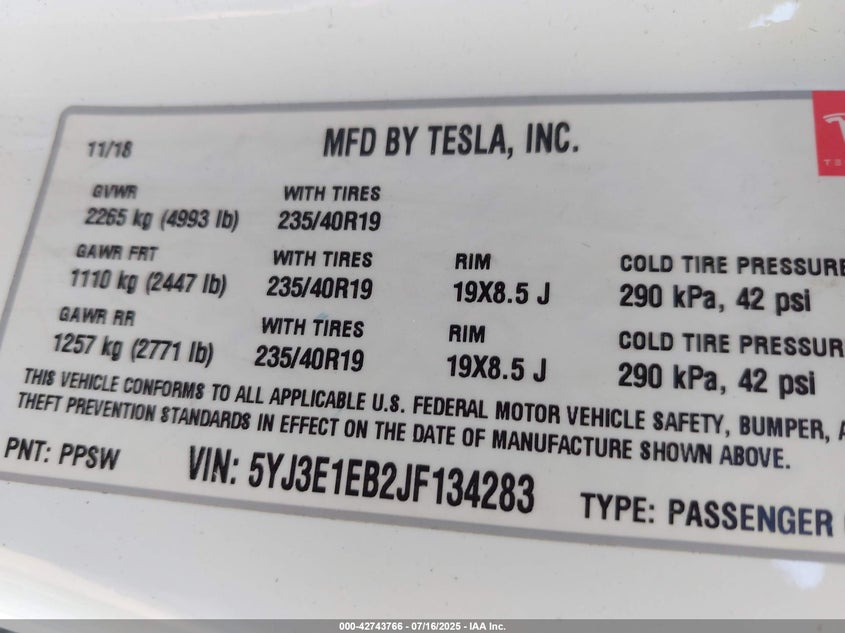 11/18 MFD BY TESLA, INC.
GVWR WITH TIRES
2265 kg (4993 lb) 235/40R19
GAWR FRT WITH TIRES RIM COLD TIRE PRESSURE
1110 kg (2447 lb) 235/40R19 19X8.5 J 290 kPa, 42 psi
GAWR RR WITH TIRES RIM COLD TIRE PRESSUR
1257 kg (2771 lb) 235/40R19 19X8.5 J 290 kPa, 42 psi
THIS VEHICLE CONFORMS TO ALL APPLICABLE U.S. FEDERAL MOTOR VEHICLE SAFETY, BUMPER, A
THEFT PREVENTION STANDARDS IN EFFECT ON THE DATE OF MANUFACTURE SHOWN ABOVE.
PNT: PPSW VIN: 5YJ3E1EB2JF134283 TYPE: PASSENGER
000-42743766 - 07/16/2025 - IAA Inc.